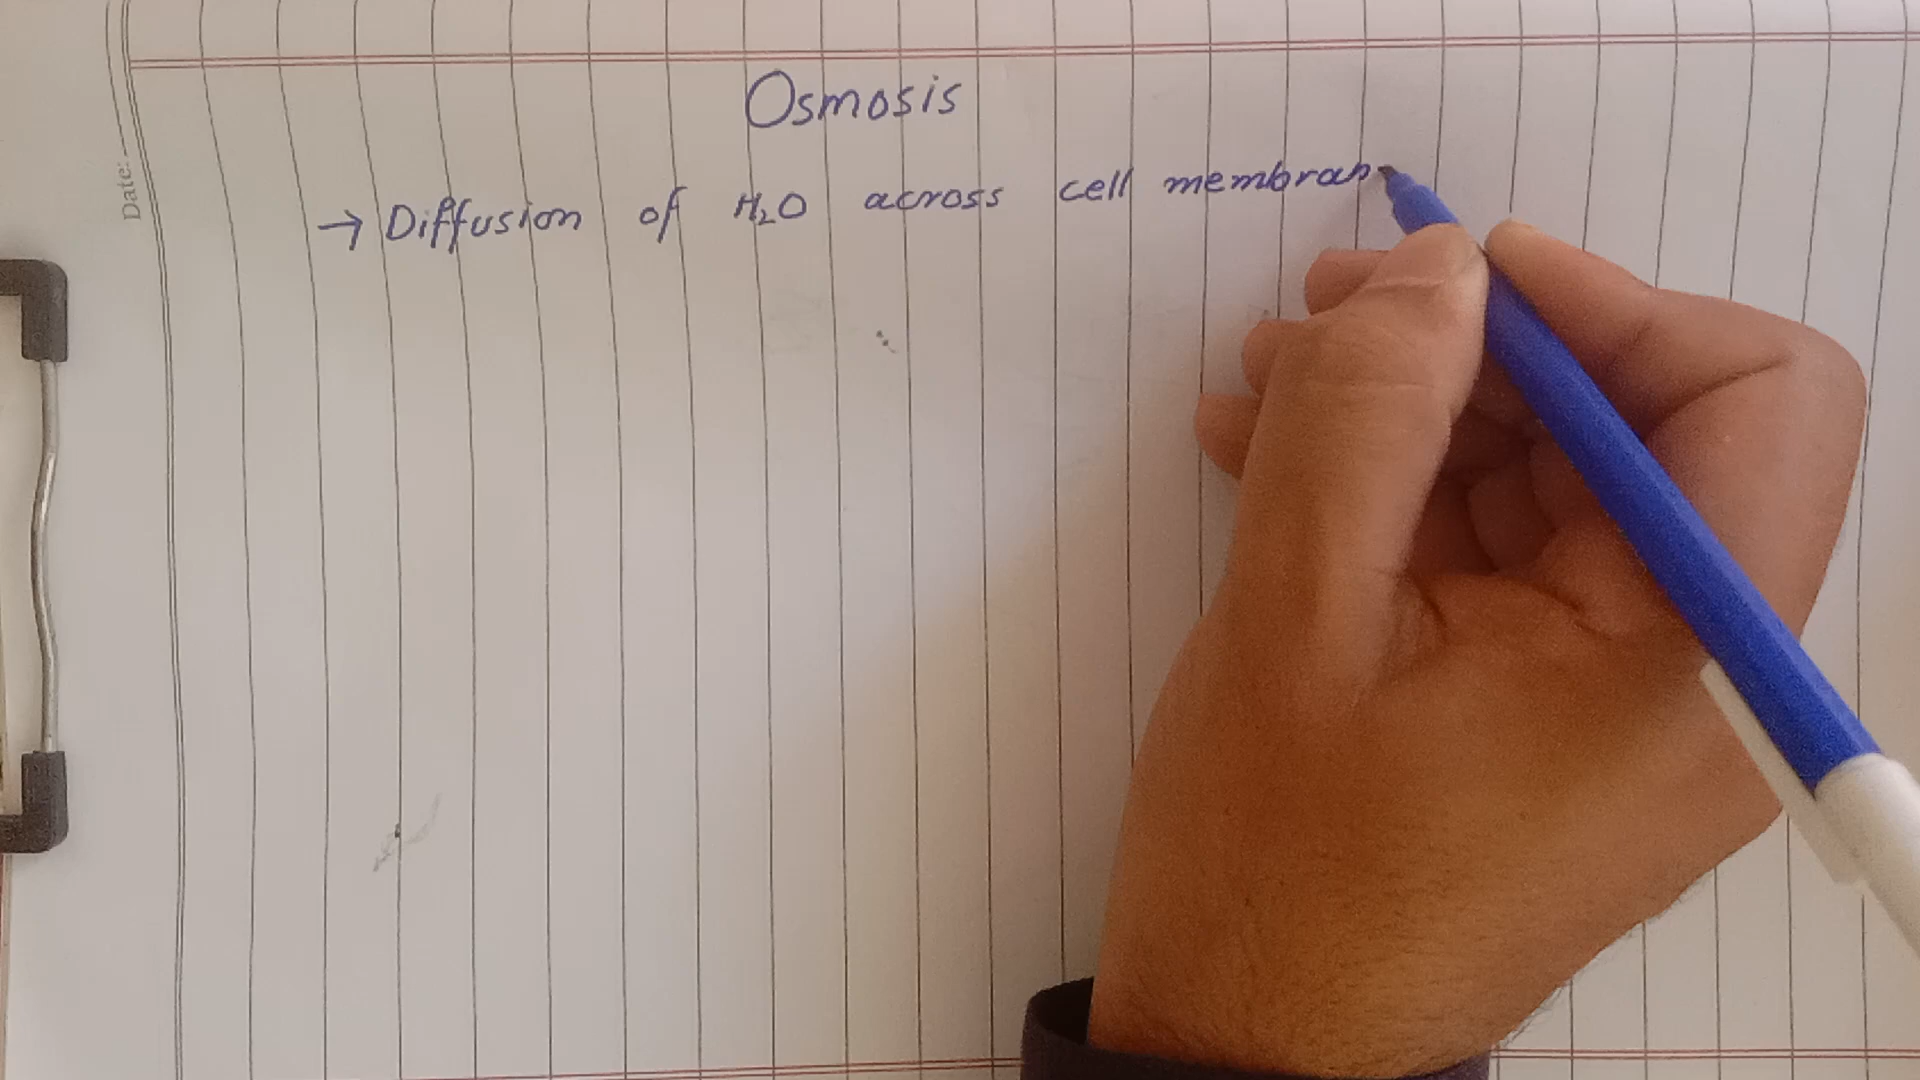 Osmosis
→ Diffusion of H₂O across cell membran
Date: